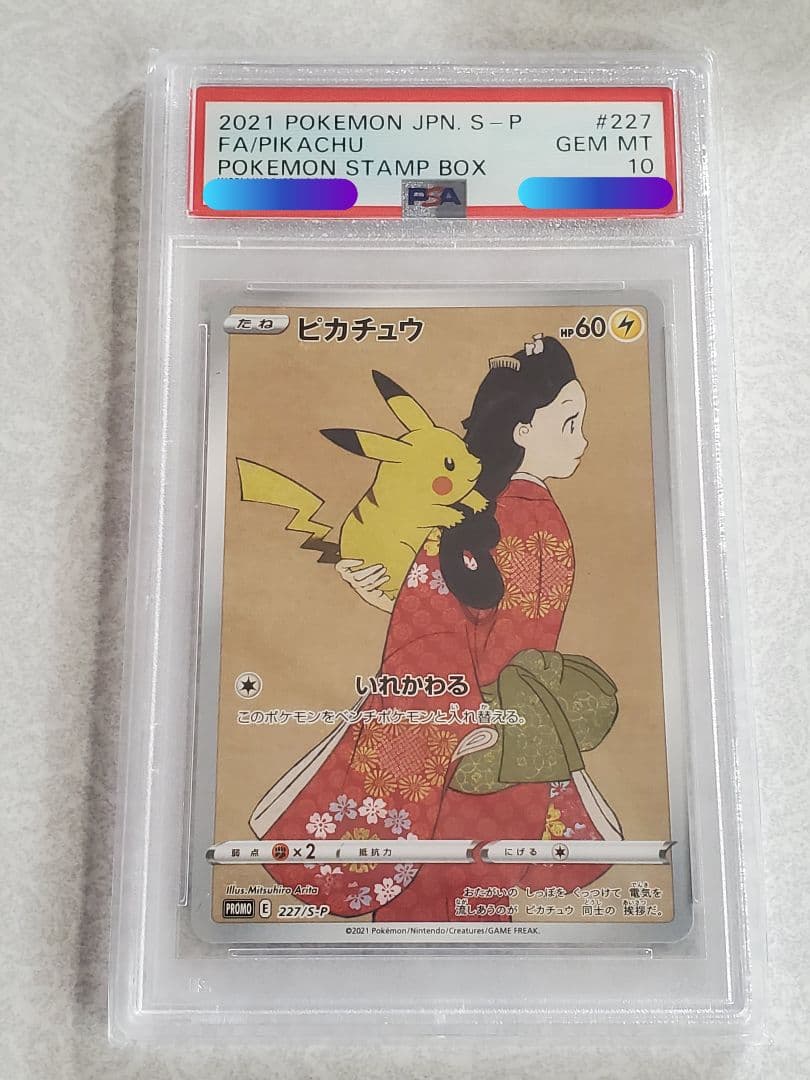 2021 POKEMON JPN. S-P #227
FA/PIKACHU GEM MT
POKEMON STAMP BOX 10
PSA
たね ピカチュウ HP60
いれかわる
このポケモンをベンチポケモンと入れ替える。
弱点 ×2 抵抗力 にげる
Illus.Mitsuhiro Arita
おたがいの しっぽを くっつけて 電気を
流しあうのが ピカチュウ 同士の 挨拶だ。
PROMO E 227/S-P
©2021 Pokémon/Nintendo/Creatures/GAME FREAK.